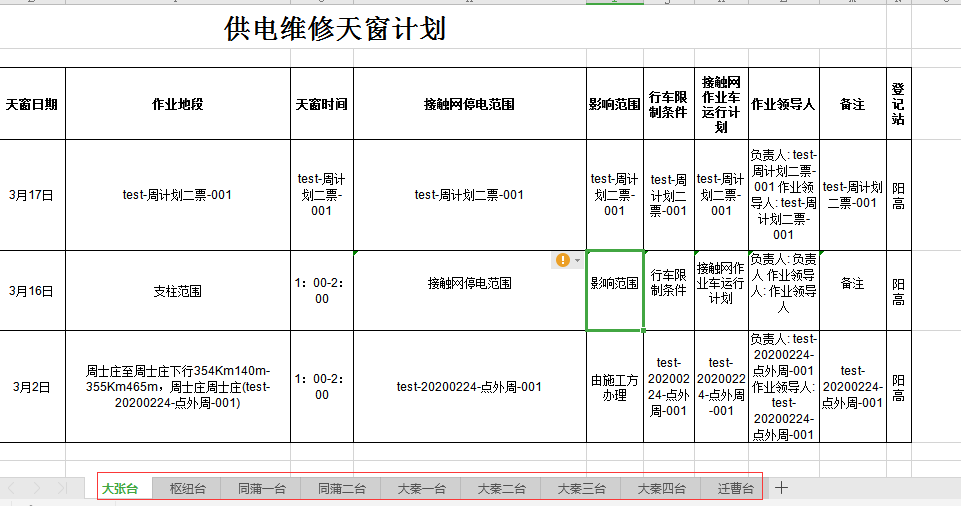 供电维修天窗计划
天窗日期
作业地段
天窗时间
接触网停电范围
影响范围
行车限
制条件
接触网
作业车
运行计
划
作业领导人
备注
登
记
站
3月17日
test-周计划二票-001
test-周计
划二票-
001
test-周计划二票-001
test-周计
划二票-
001
test-周
计划二
票-001
test-周计
划二票-
001
负责人: test-
周计划二票-
001 作业领
导人: test-周
计划二票-
001
test-周计划
二票-001
阳
高
3月16日
支柱范围
1：00-2：
00
接触网停电范围
影响范围
行车限
制条件
接触网作
业车运行
计划
负责人: 负责
人 作业领导
人: 作业领导
人
备注
阳
高
3月2日
周士庄至周士庄下行354Km140m-
355Km465m，周士庄周士庄(test-
20200224-点外周-001)
1：00-2：
00
test-20200224-点外周-001
由施工方
办理
test-
202002
24-点外
周-001
test-
2020022
4-点外周
-001
负责人: test-
20200224-
点外周-001
作业领导人:
test-
20200224-
点外周-001
test-
20200224-
点外周-001
阳
高
大张台
枢纽台
同蒲一台
同蒲二台
大秦一台
大秦二台
大秦三台
大秦四台
迁曹台